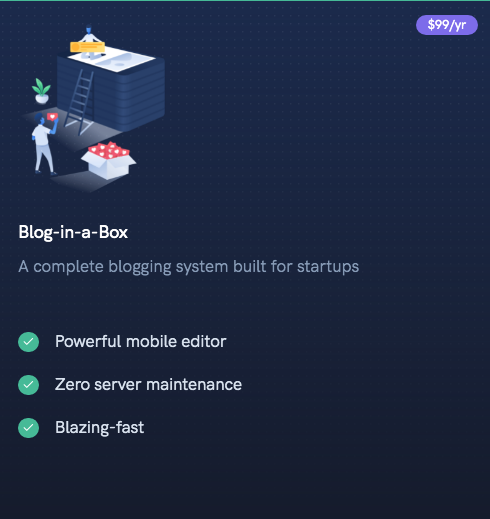 $99/yr
Blog-in-a-Box
A complete blogging system built for startups
Powerful mobile editor
Zero server maintenance
Blazing-fast